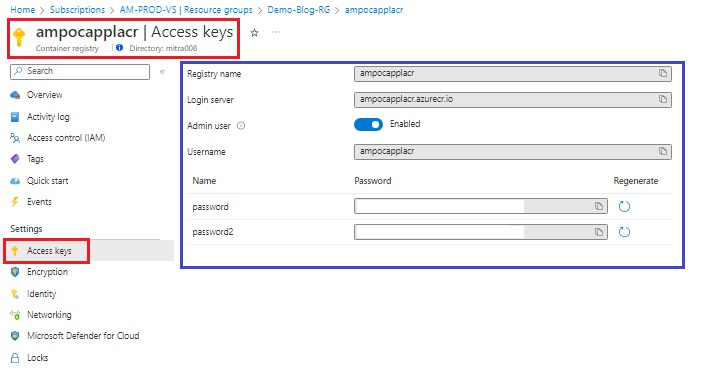 Home > Subscriptions > AM-PROD-VS | Resource groups > Demo-Blog-RG > ampocapplacr
ampocapplacr | Access keys ☆ ...
Container registry | Directory: mitra008
Search «
Overview
Activity log
Access control (IAM)
Tags
Quick start
Events
Settings
Access keys
Encryption
Identity
Networking
Microsoft Defender for Cloud
Locks
Registry name ampocapplacr
Login server ampocapplacr.azurecr.io
Admin user Enabled
Username ampocapplacr
Name Password Regenerate
password
password2